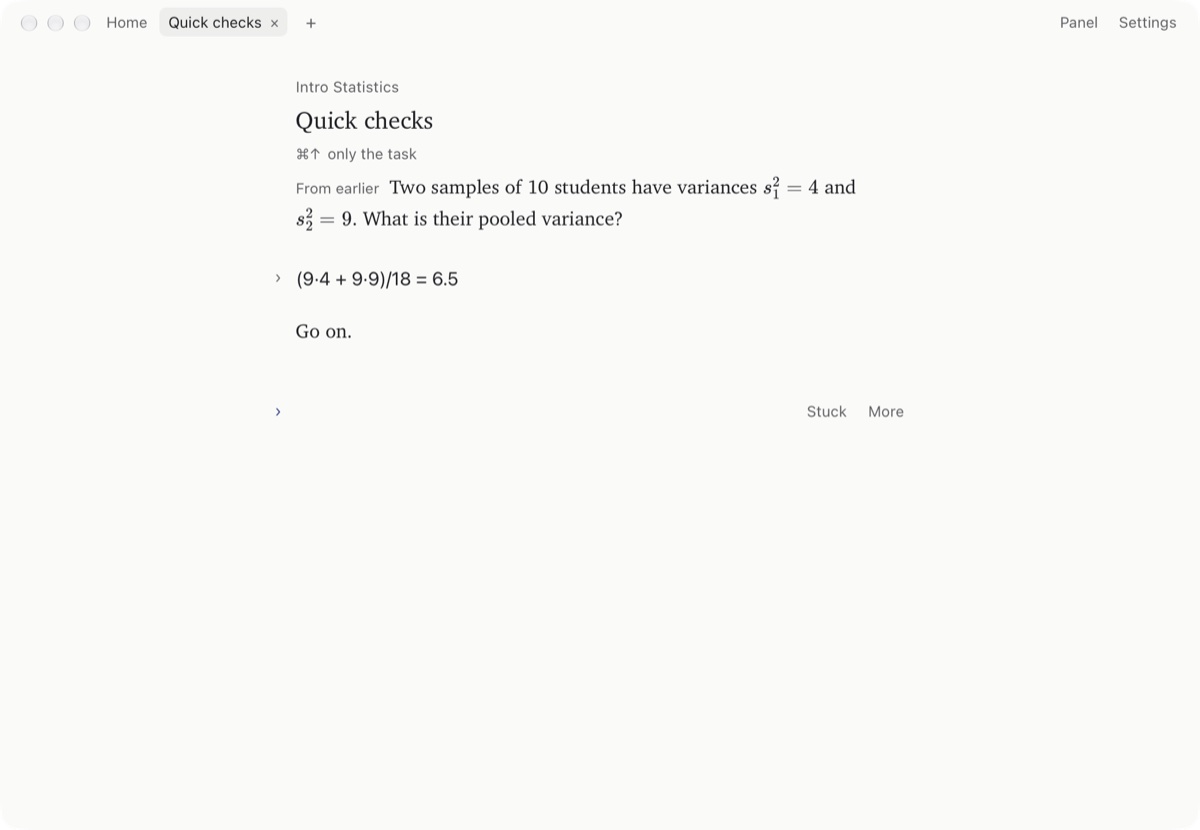 Home Quick checks × + Panel Settings
Intro Statistics
Quick checks
⌘↑ only the task
From earlier Two samples of 10 students have variances s₁² = 4 and
s₂² = 9. What is their pooled variance?
› (9·4 + 9·9)/18 = 6.5
Go on.
› Stuck More